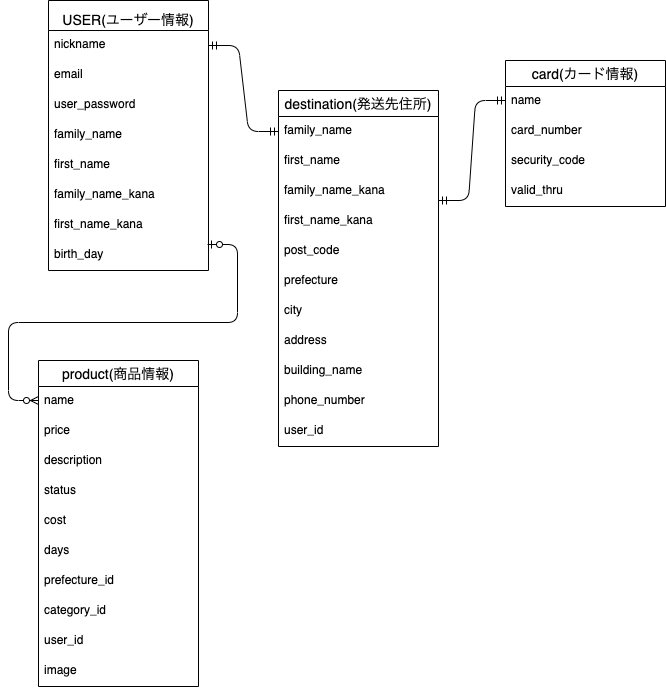 USER(ユーザー情報)
nickname
email
user_password
family_name
first_name
family_name_kana
first_name_kana
birth_day
destination(発送先住所)
family_name
first_name
family_name_kana
first_name_kana
post_code
prefecture
city
address
building_name
phone_number
user_id
card(カード情報)
name
card_number
security_code
valid_thru
product(商品情報)
name
price
description
status
cost
days
prefecture_id
category_id
user_id
image